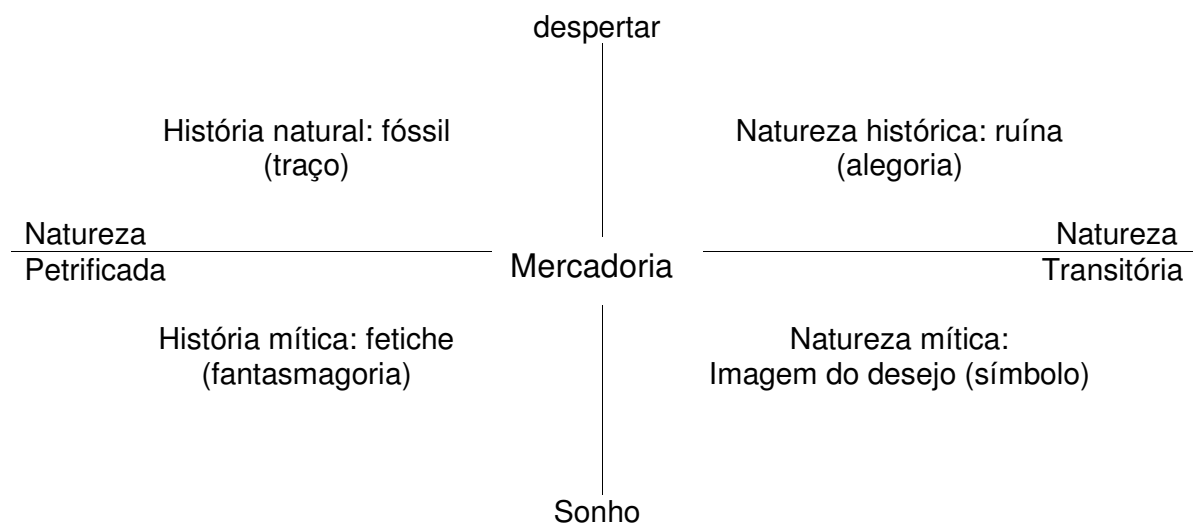 despertar
História natural: fóssil
(traço)
Natureza histórica: ruína
(alegoria)
Natureza
Petrificada
Mercadoria
Natureza
Transitória
História mítica: fetiche
(fantasmagoria)
Natureza mítica:
Imagem do desejo (símbolo)
Sonho